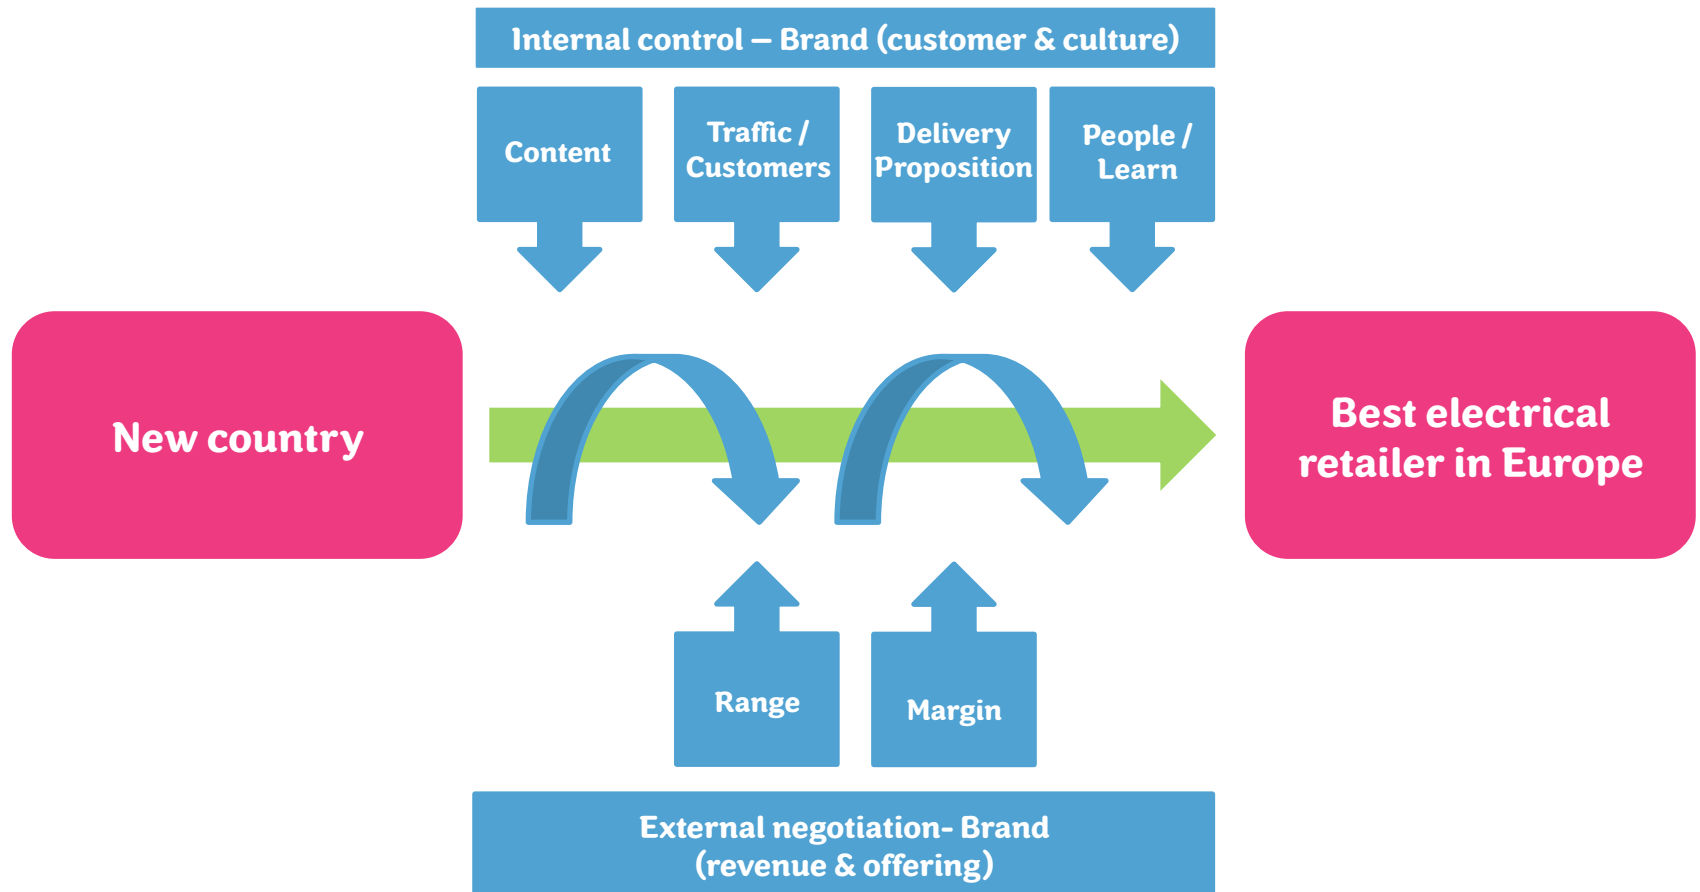 Internal control – Brand (customer & culture)
Content
Traffic /
Customers
Delivery
Proposition
People /
Learn
New country
Best electrical
retailer in Europe
Range
Margin
External negotiation- Brand
(revenue & offering)